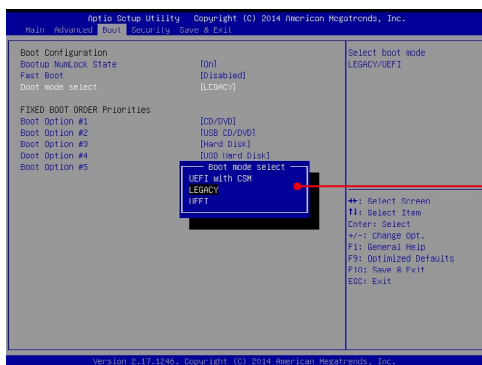 Aptio Setup Utility Copyright (C) 2014 American Megatrends, Inc.
Main Advanced Boot Security Save & Exit
Boot Configuration
Bootup NumLock State [On]
Fast Boot [Disabled]
Boot mode select [LEGACY]
FIXED BOOT ORDER Priorities
Boot Option #1 [CD/DVD]
Boot Option #2 [USB CD/DVD]
Boot Option #3 [Hard Disk]
Boot Option #4 [USB Hard Disk]
Boot Option #5
Boot mode select
UEFI with CSM
LEGACY
UEFI
Select boot mode
LEGACY/UEFI
→←: Select Screen
↑↓: Select Item
Enter: Select
+/-: Change Opt.
F1: General Help
F9: Optimized Defaults
F10: Save & Exit
ESC: Exit
Version 2.17.1246. Copyright (C) 2014 American Megatrends, Inc.